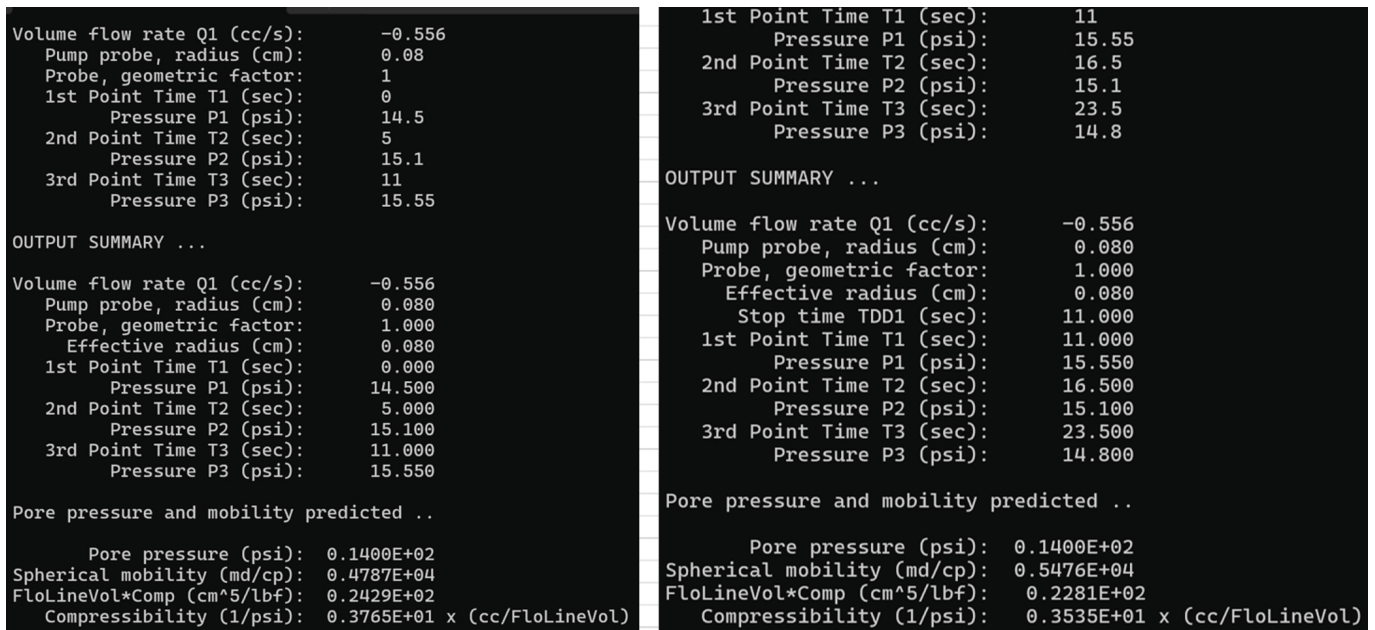 Volume flow rate Q1 (cc/s): -0.556
Pump probe, radius (cm): 0.08
Probe, geometric factor: 1
1st Point Time T1 (sec): 0
Pressure P1 (psi): 14.5
2nd Point Time T2 (sec): 5
Pressure P2 (psi): 15.1
3rd Point Time T3 (sec): 11
Pressure P3 (psi): 15.55
OUTPUT SUMMARY ...
Volume flow rate Q1 (cc/s): -0.556
Pump probe, radius (cm): 0.080
Probe, geometric factor: 1.000
Effective radius (cm): 0.080
1st Point Time T1 (sec): 0.000
Pressure P1 (psi): 14.500
2nd Point Time T2 (sec): 5.000
Pressure P2 (psi): 15.100
3rd Point Time T3 (sec): 11.000
Pressure P3 (psi): 15.550
Pore pressure and mobility predicted ..
Pore pressure (psi): 0.1400E+02
Spherical mobility (md/cp): 0.4787E+04
FloLineVol*Comp (cm^5/lbf): 0.2429E+02
Compressibility (1/psi): 0.3765E+01 x (cc/FloLineVol)
1st Point Time T1 (sec): 11
Pressure P1 (psi): 15.55
2nd Point Time T2 (sec): 16.5
Pressure P2 (psi): 15.1
3rd Point Time T3 (sec): 23.5
Pressure P3 (psi): 14.8
OUTPUT SUMMARY ...
Volume flow rate Q1 (cc/s): -0.556
Pump probe, radius (cm): 0.080
Probe, geometric factor: 1.000
Effective radius (cm): 0.080
Stop time TDD1 (sec): 11.000
1st Point Time T1 (sec): 11.000
Pressure P1 (psi): 15.550
2nd Point Time T2 (sec): 16.500
Pressure P2 (psi): 15.100
3rd Point Time T3 (sec): 23.500
Pressure P3 (psi): 14.800
Pore pressure and mobility predicted ..
Pore pressure (psi): 0.1400E+02
Spherical mobility (md/cp): 0.5476E+04
FloLineVol*Comp (cm^5/lbf): 0.2281E+02
Compressibility (1/psi): 0.3535E+01 x (cc/FloLineVol)